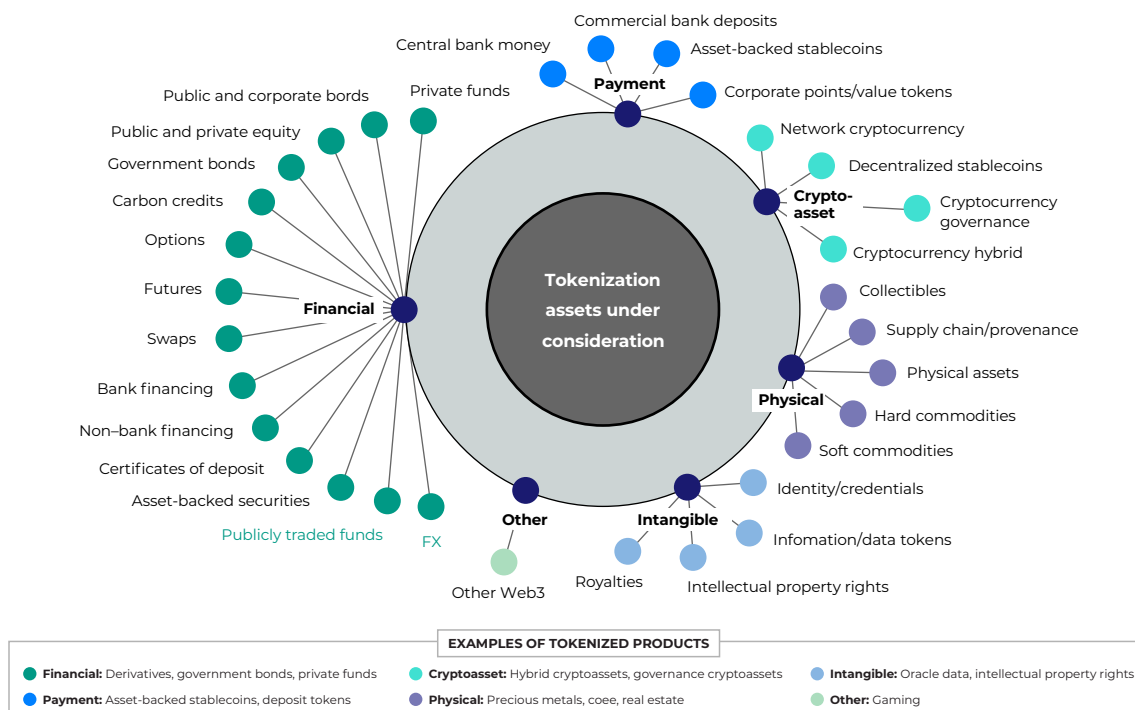 Commercial bank deposits
Central bank money
Asset-backed stablecoins
Payment
Corporate points/value tokens
Private funds
Public and corporate bords
Public and private equity
Government bonds
Carbon credits
Options
Futures
Financial
Swaps
Bank financing
Non–bank financing
Certificates of deposit
Asset-backed securities
Publicly traded funds
FX
Network cryptocurrency
Decentralized stablecoins
Crypto-
asset
Cryptocurrency
governance
Cryptocurrency hybrid
Tokenization
assets under
consideration
Collectibles
Supply chain/provenance
Physical assets
Physical
Hard commodities
Soft commodities
Identity/credentials
Intangible
Infomation/data tokens
Royalties
Intellectual property rights
Other
Other Web3
EXAMPLES OF TOKENIZED PRODUCTS
Financial: Derivatives, government bonds, private funds
Cryptoasset: Hybrid cryptoassets, governance cryptoassets
Intangible: Oracle data, intellectual property rights
Payment: Asset-backed stablecoins, deposit tokens
Physical: Precious metals, coee, real estate
Other: Gaming